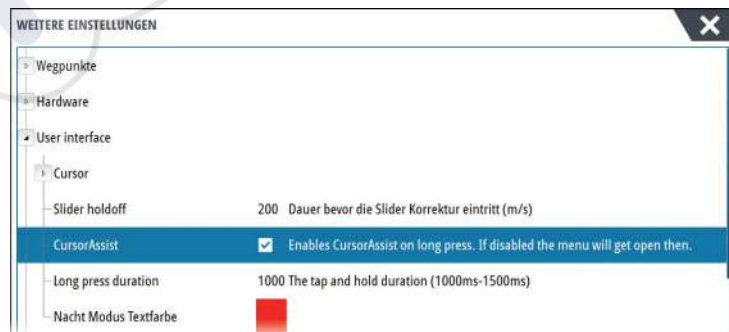 WEITERE EINSTELLUNGEN
Wegpunkte
Hardware
User interface
Cursor
Slider holdoff 200 Dauer bevor die Slider Korrektur eintritt (m/s)
CursorAssist Enables CursorAssist on long press. If disabled the menu will get open then.
Long press duration 1000 The tap and hold duration (1000ms-1500ms)
Nacht Modus Textfarbe